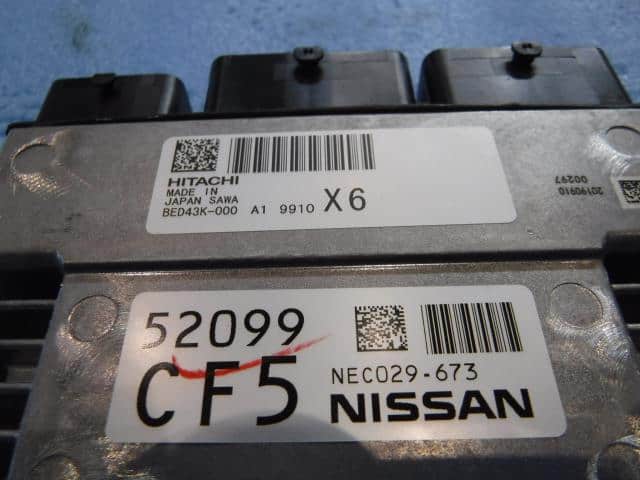 HITACHI
MADE IN
JAPAN SAWA
BED43K-000 A1 9910 X6
20190910
00297
52099
CF5
NEC029-673
NISSAN